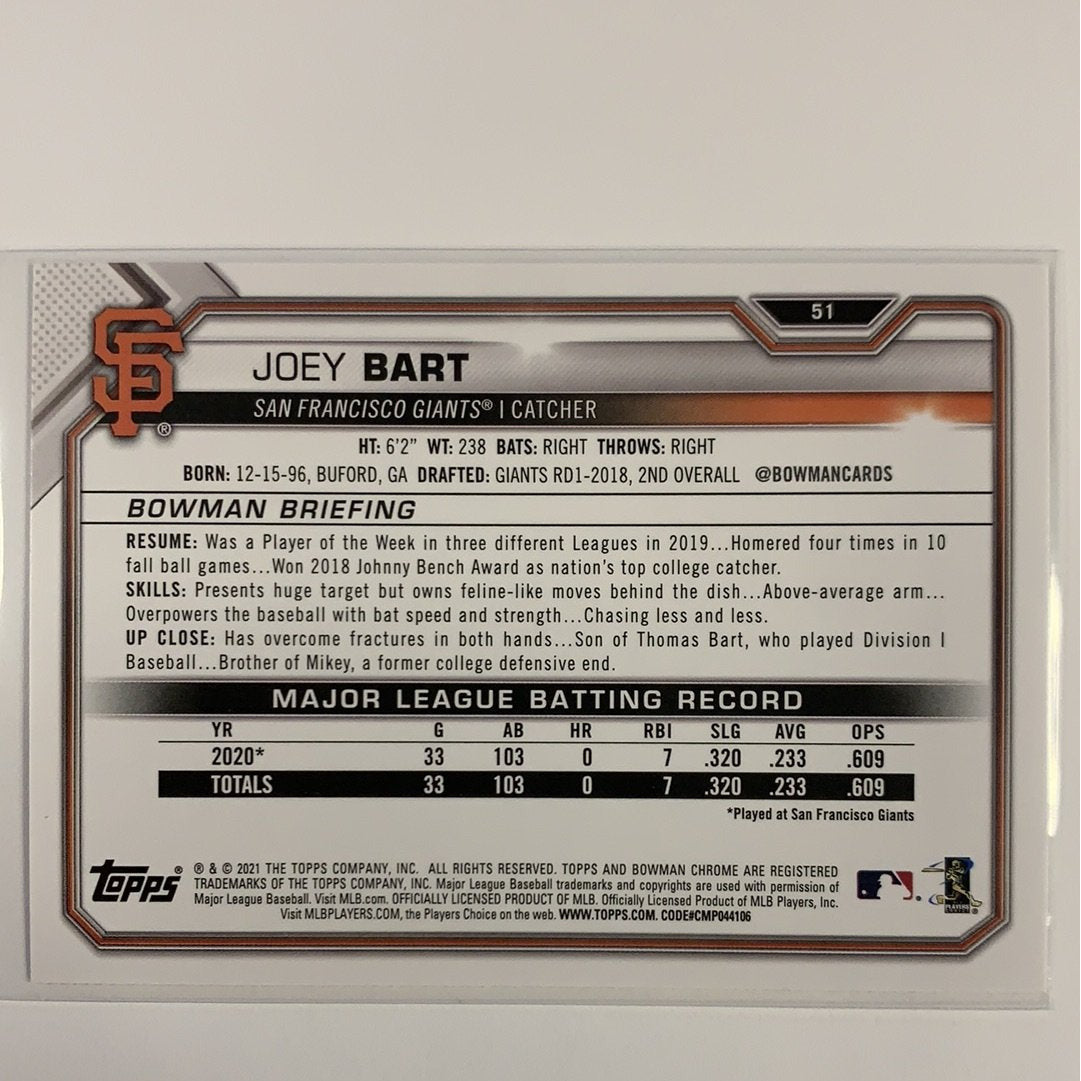 51
SF®
JOEY BART
SAN FRANCISCO GIANTS® | CATCHER
HT: 6'2" WT: 238 BATS: RIGHT THROWS: RIGHT
BORN: 12-15-96, BUFORD, GA DRAFTED: GIANTS RD1-2018, 2ND OVERALL @BOWMANCARDS
BOWMAN BRIEFING
RESUME: Was a Player of the Week in three different Leagues in 2019...Homered four times in 10
fall ball games...Won 2018 Johnny Bench Award as nation's top college catcher.
SKILLS: Presents huge target but owns feline-like moves behind the dish...Above-average arm...
Overpowers the baseball with bat speed and strength...Chasing less and less.
UP CLOSE: Has overcome fractures in both hands...Son of Thomas Bart, who played Division I
Baseball...Brother of Mikey, a former college defensive end.
MAJOR LEAGUE BATTING RECORD
YR G AB HR RBI SLG AVG OPS
2020* 33 103 0 7 .320 .233 .609
TOTALS 33 103 0 7 .320 .233 .609
*Played at San Francisco Giants
topps® ® & © 2021 THE TOPPS COMPANY, INC. ALL RIGHTS RESERVED. TOPPS AND BOWMAN CHROME ARE REGISTERED
TRADEMARKS OF THE TOPPS COMPANY, INC. Major League Baseball trademarks and copyrights are used with permission of
Major League Baseball. Visit MLB.com. OFFICIALLY LICENSED PRODUCT OF MLB. Officially Licensed Product of MLB Players, Inc.
Visit MLBPLAYERS.COM, the Players Choice on the web. WWW.TOPPS.COM. CODE#CMP044106
PLAYERS
CHOICE®